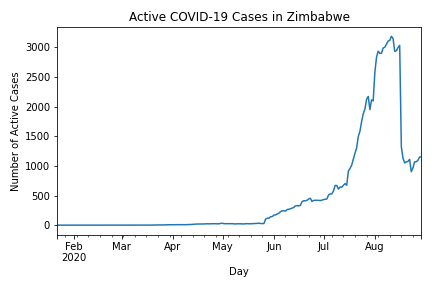 Active COVID-19 Cases in Zimbabwe
3000
2500
2000
1500
1000
500
0
Number of Active Cases
Feb Mar Apr May Jun Jul Aug
2020
Day